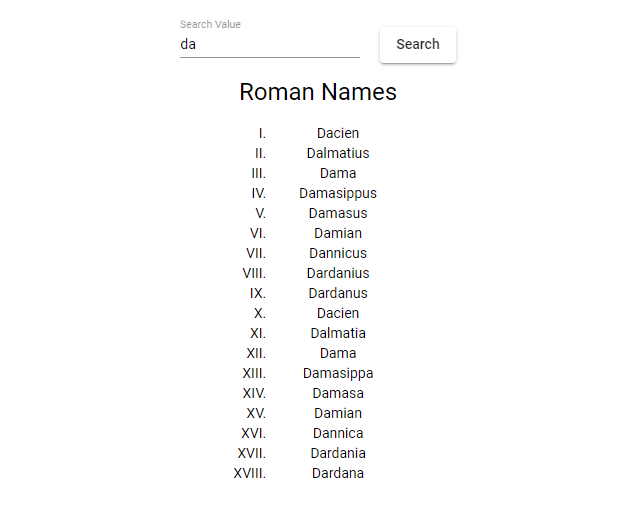 Search Value
da
Search
Roman Names
I. Dacien
II. Dalmatius
III. Dama
IV. Damasippus
V. Damasus
VI. Damian
VII. Dannicus
VIII. Dardanius
IX. Dardanus
X. Dacien
XI. Dalmatia
XII. Dama
XIII. Damasippa
XIV. Damasa
XV. Damian
XVI. Dannica
XVII. Dardania
XVIII. Dardana